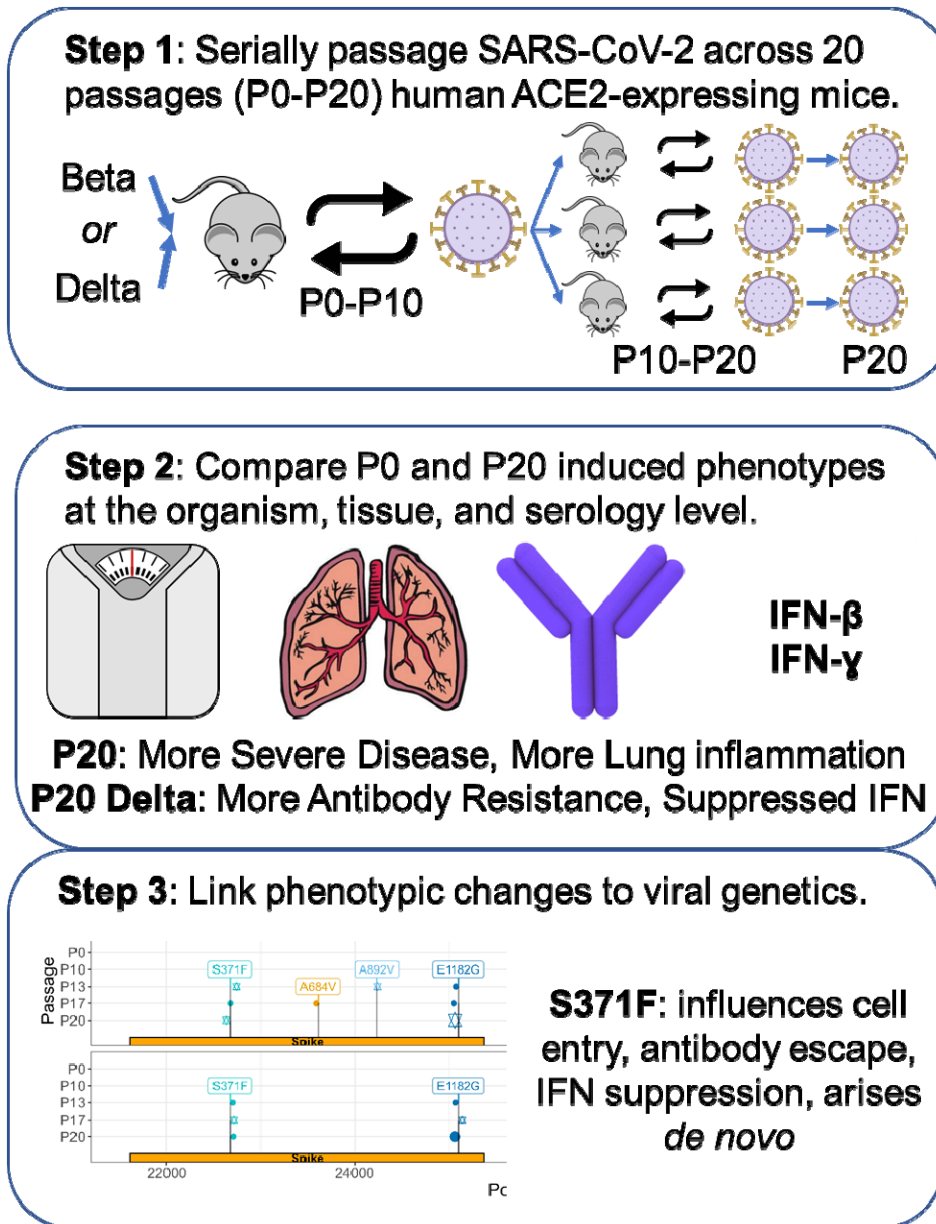 Step 1: Serially passage SARS-CoV-2 across 20
passages (P0-P20) human ACE2-expressing mice.
Beta
or
Delta
P0-P10
P10-P20
P20
Step 2: Compare P0 and P20 induced phenotypes
at the organism, tissue, and serology level.
IFN-β
IFN-ɣ
P20: More Severe Disease, More Lung inflammation
P20 Delta: More Antibody Resistance, Suppressed IFN
Step 3: Link phenotypic changes to viral genetics.
Passage
P0
P10
P13
P17
P20
S371F
A684V
A892V
E1182G
Spike
P0
P10
P13
P17
P20
S371F
E1182G
Spike
22000
24000
Pc
S371F: influences cell
entry, antibody escape,
IFN suppression, arises
de novo